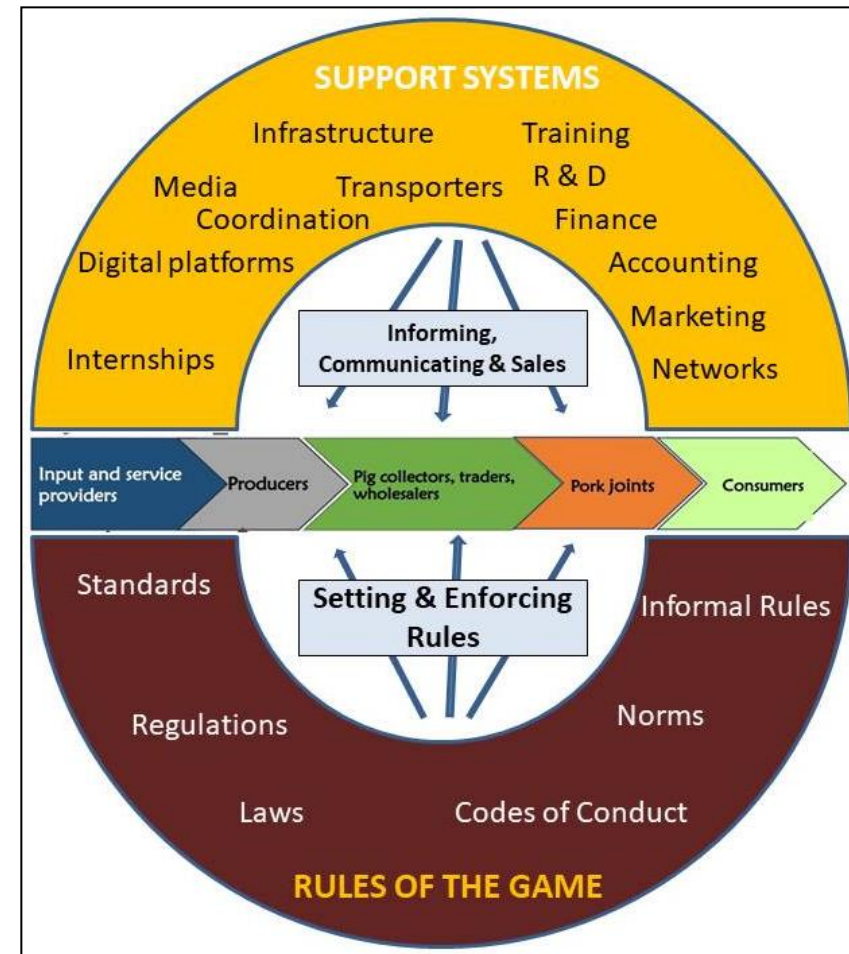 SUPPORT SYSTEMS
Infrastructure
Training
Media
Transporters
R & D
Coordination
Finance
Digital platforms
Accounting
Marketing
Internships
Networks
Informing,
Communicating & Sales
Input and service
providers
Producers
Pig collectors, traders,
wholesalers
Pork joints
Consumers
Setting & Enforcing
Rules
Standards
Informal Rules
Regulations
Norms
Laws
Codes of Conduct
RULES OF THE GAME